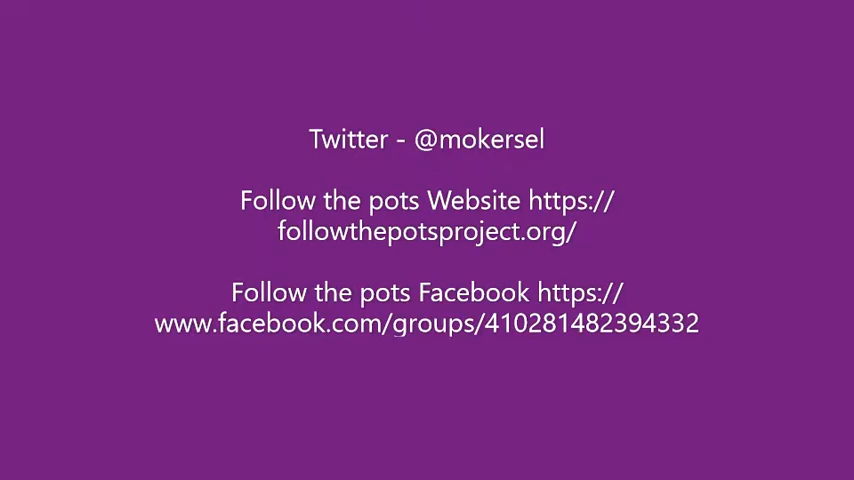 Twitter - @mokersel
Follow the pots Website https://
followthepotsproject.org/
Follow the pots Facebook https://
www.facebook.com/groups/410281482394332